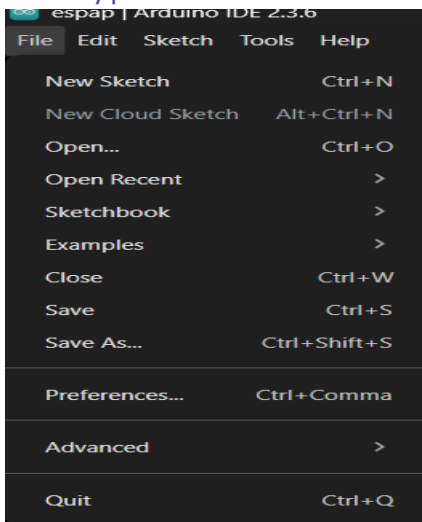 espap | Arduino IDE 2.3.6
File Edit Sketch Tools Help
New Sketch Ctrl+N
New Cloud Sketch Alt+Ctrl+N
Open... Ctrl+O
Open Recent >
Sketchbook >
Examples >
Close Ctrl+W
Save Ctrl+S
Save As... Ctrl+Shift+S
Preferences... Ctrl+Comma
Advanced >
Quit Ctrl+Q